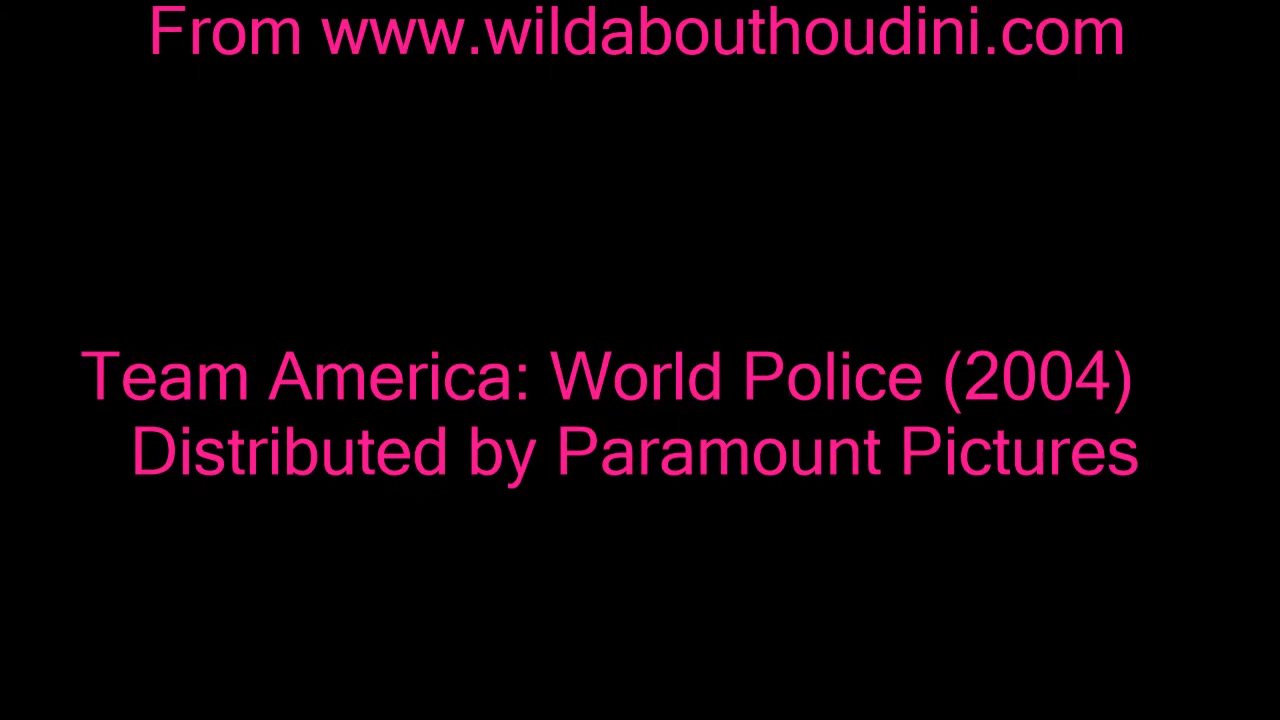 From www.wildabouthoudini.com
Team America: World Police (2004)
Distributed by Paramount Pictures